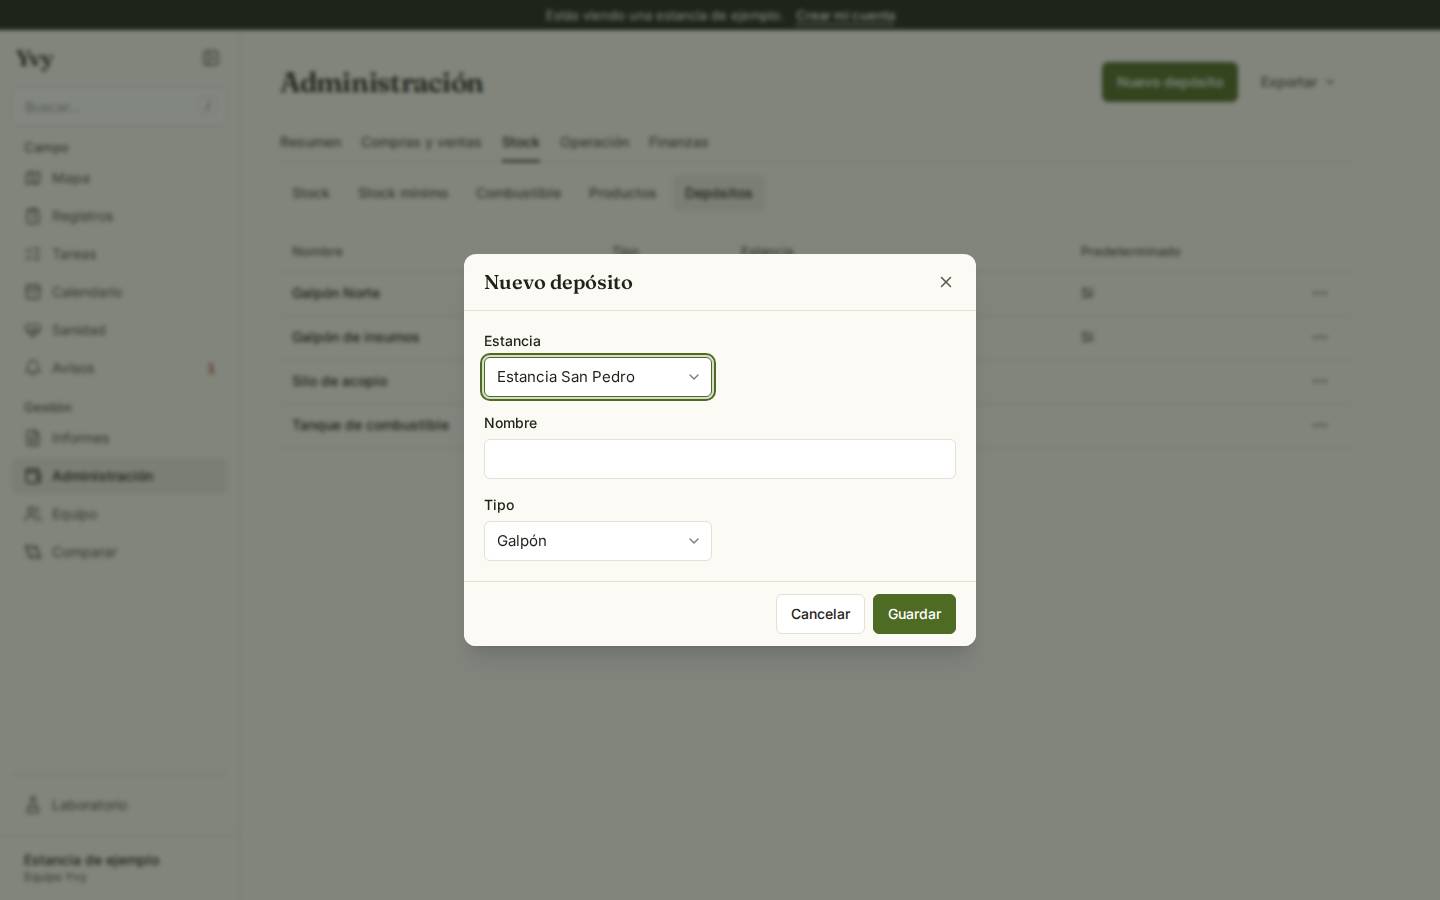 Estás viendo una estancia de ejemplo. Crear mi cuenta
Yvy
Buscar... /
Campo
Mapa
Registros
Tareas
Calendario
Sanidad
Avisos 1
Gestión
Informes
Administración
Equipo
Comparar
Laboratorio
Estancia de ejemplo
Equipo Yvy
Administración
Nuevo depósito
Exportar
Resumen Compras y ventas Stock Operación Finanzas
Stock Stock mínimo Combustible Productos Depósitos
Nombre Tipo Estancia Predeterminado
Galpón Norte Sí
Galpón de insumos Sí
Silo de acopio
Tanque de combustible
Nuevo depósito
Estancia
Estancia San Pedro
Nombre
Tipo
Galpón
Cancelar Guardar